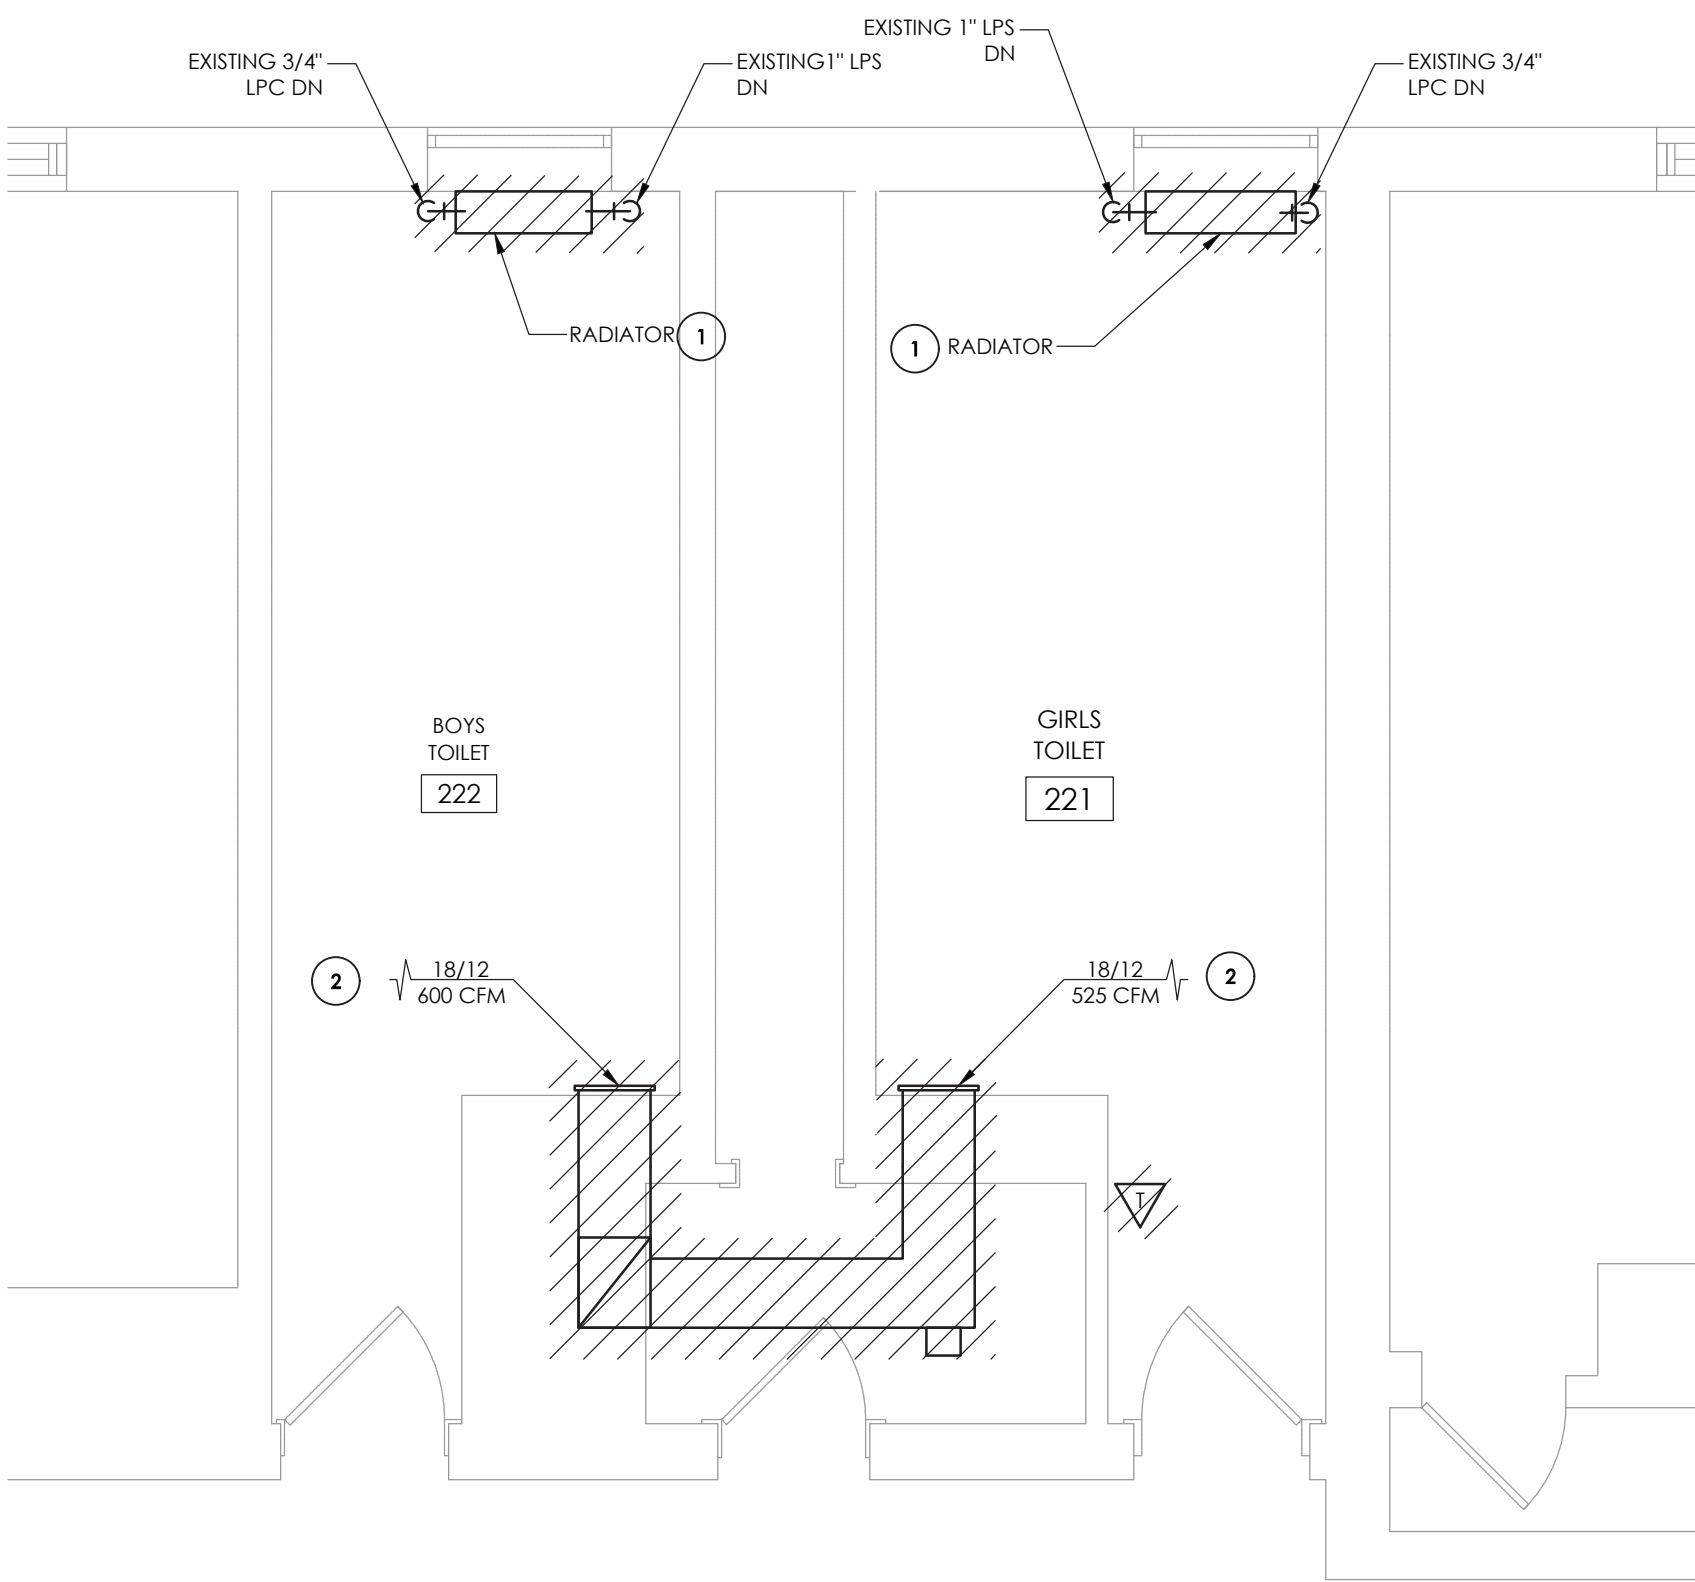 EXISTING 3/4"
LPC DN
EXISTING1" LPS
DN
EXISTING 1" LPS
DN
EXISTING 3/4"
LPC DN
RADIATOR
1
1
RADIATOR
BOYS
TOILET
222
GIRLS
TOILET
221
2
18/12
600 CFM
18/12
525 CFM
2
T